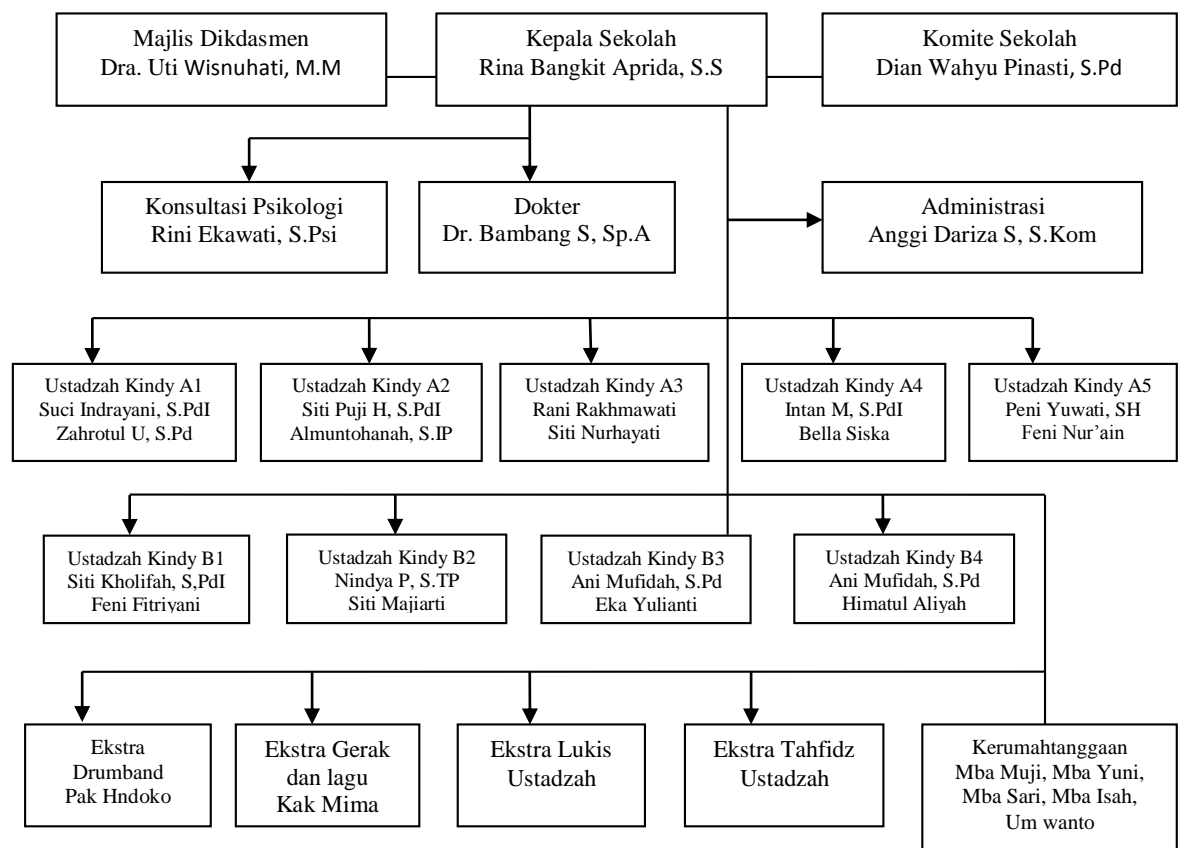 Majlis Dikdasmen
Dra. Uti Wisnuhati, M.M
Kepala Sekolah
Rina Bangkit Aprida, S.S
Komite Sekolah
Dian Wahyu Pinasti, S.Pd
Konsultasi Psikologi
Rini Ekawati, S.Psi
Dokter
Dr. Bambang S, Sp.A
Administrasi
Anggi Dariza S, S.Kom
Ustadzah Kindy A1
Suci Indrayani, S.PdI
Zahrotul U, S.Pd
Ustadzah Kindy A2
Siti Puji H, S.PdI
Almuntohanah, S.IP
Ustadzah Kindy A3
Rani Rakhmawati
Siti Nurhayati
Ustadzah Kindy A4
Intan M, S.PdI
Bella Siska
Ustadzah Kindy A5
Peni Yuwati, SH
Feni Nur’ain
Ustadzah Kindy B1
Siti Kholifah, S,PdI
Feni Fitriyani
Ustadzah Kindy B2
Nindya P, S.TP
Siti Majiarti
Ustadzah Kindy B3
Ani Mufidah, S.Pd
Eka Yulianti
Ustadzah Kindy B4
Ani Mufidah, S.Pd
Himatul Aliyah
Ekstra
Drumband
Pak Hndoko
Ekstra Gerak
dan lagu
Kak Mima
Ekstra Lukis
Ustadzah
Ekstra Tahfidz
Ustadzah
Kerumahtanggaan
Mba Muji, Mba Yuni,
Mba Sari, Mba Isah,
Um wanto